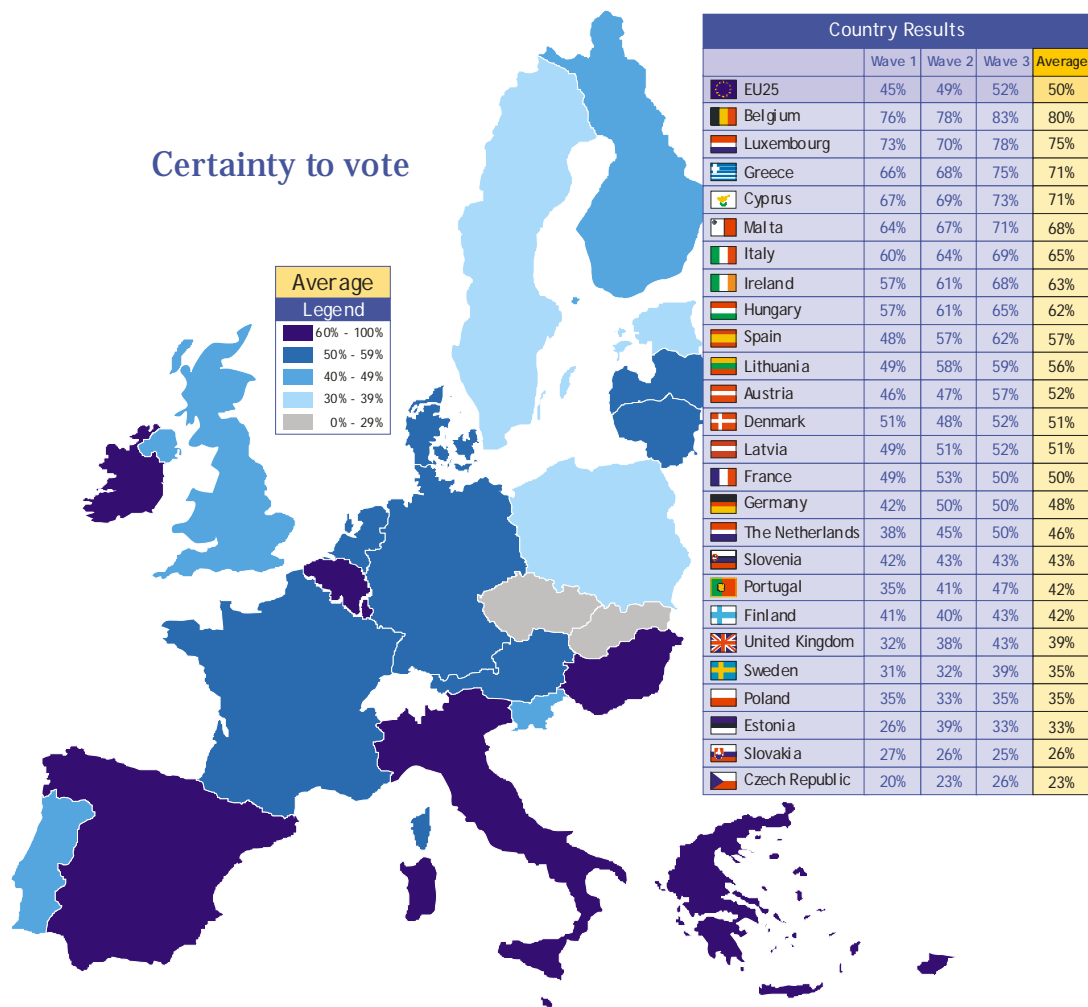 Certainty to vote
Average
Legend
60% - 100%
50% - 59%
40% - 49%
30% - 39%
0% - 29%
Country Results
Wave 1 Wave 2 Wave 3 Average
EU25 45% 49% 52% 50%
Belgium 76% 78% 83% 80%
Luxembourg 73% 70% 78% 75%
Greece 66% 68% 75% 71%
Cyprus 67% 69% 73% 71%
Malta 64% 67% 71% 68%
Italy 60% 64% 69% 65%
Ireland 57% 61% 68% 63%
Hungary 57% 61% 65% 62%
Spain 48% 57% 62% 57%
Lithuania 49% 58% 59% 56%
Austria 46% 47% 57% 52%
Denmark 51% 48% 52% 51%
Latvia 49% 51% 52% 51%
France 49% 53% 50% 50%
Germany 42% 50% 50% 48%
The Netherlands 38% 45% 50% 46%
Slovenia 42% 43% 43% 43%
Portugal 35% 41% 47% 42%
Finland 41% 40% 43% 42%
United Kingdom 32% 38% 43% 39%
Sweden 31% 32% 39% 35%
Poland 35% 33% 35% 35%
Estonia 26% 39% 33% 33%
Slovakia 27% 26% 25% 26%
Czech Republic 20% 23% 26% 23%